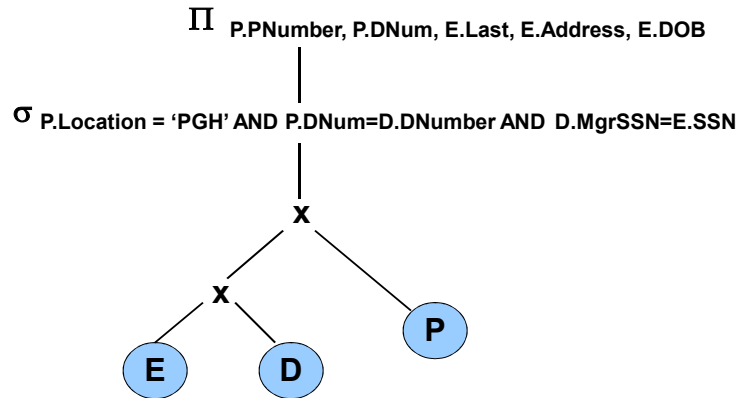 Π P.PNumber, P.DNum, E.Last, E.Address, E.DOB
σ P.Location = ‘PGH’ AND P.DNum=D.DNumber AND D.MgrSSN=E.SSN
x
x
P
E D